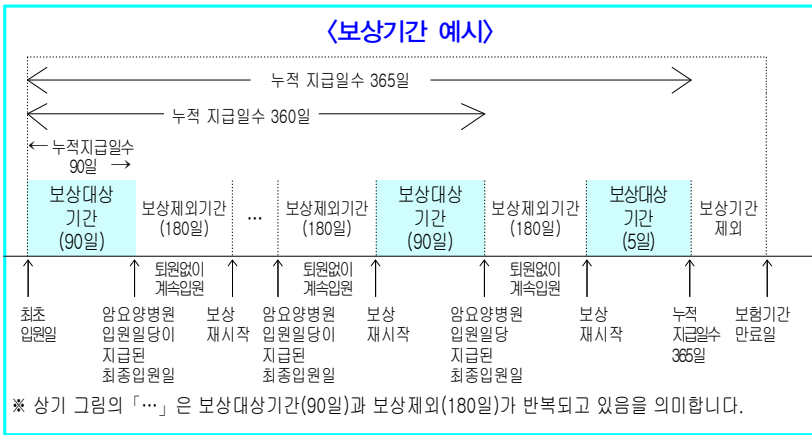 <보상기간 예시>
누적 지급일수 365일
누적 지급일수 360일
← 누적지급일수
90일 →
보상대상
기간
(90일)
보상제외기간
(180일)
…
보상제외기간
(180일)
보상대상
기간
(90일)
보상제외기간
(180일)
보상대상
기간
(5일)
보상기간
제외
퇴원없이
계속입원
퇴원없이
계속입원
퇴원없이
계속입원
최초
입원일
암요양병원
입원일당이
지급된
최종입원일
보상
재시작
암요양병원
입원일당이
지급된
최종입원일
보상
재시작
암요양병원
입원일당
지급된
최종입원일
보상
재시작
누적
지급일수
365일
보험기간
만료일
※ 상기 그림의「…」은 보상대상기간(90일)과 보상제외(180일)가 반복되고 있음을 의미합니다.